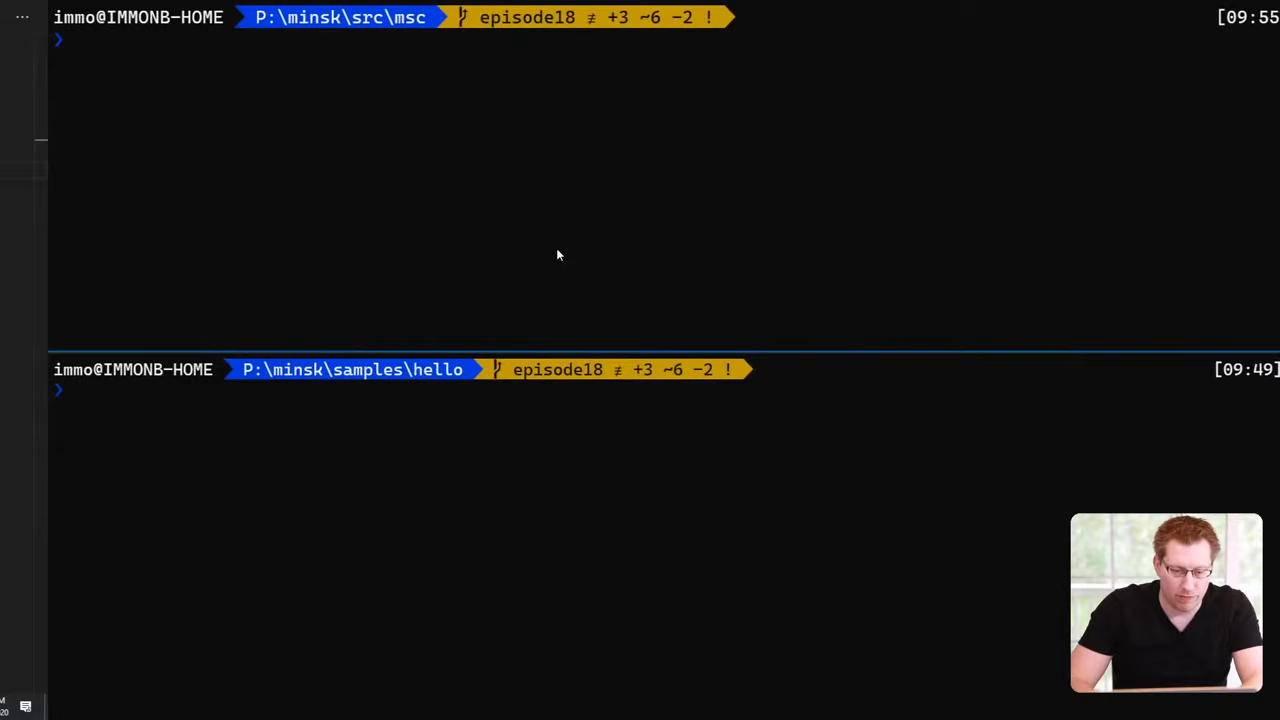 immo@IMMONB-HOME P:\minsk\src\msc episode18 ≢ +3 ~6 -2 ! [09:55
❯
immo@IMMONB-HOME P:\minsk\samples\hello episode18 ≢ +3 ~6 -2 ! [09:49]
❯
M
020